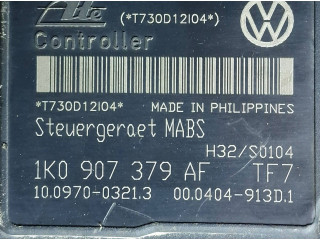 Ate (*T730D12I04*)
Controller
*T730D12I04* MADE IN PHILIPPINES
Steuergeraet MABS
H32/S0104
1K0 907 379 AF TF7
10.0970-0321.3 00.0404-913D.1